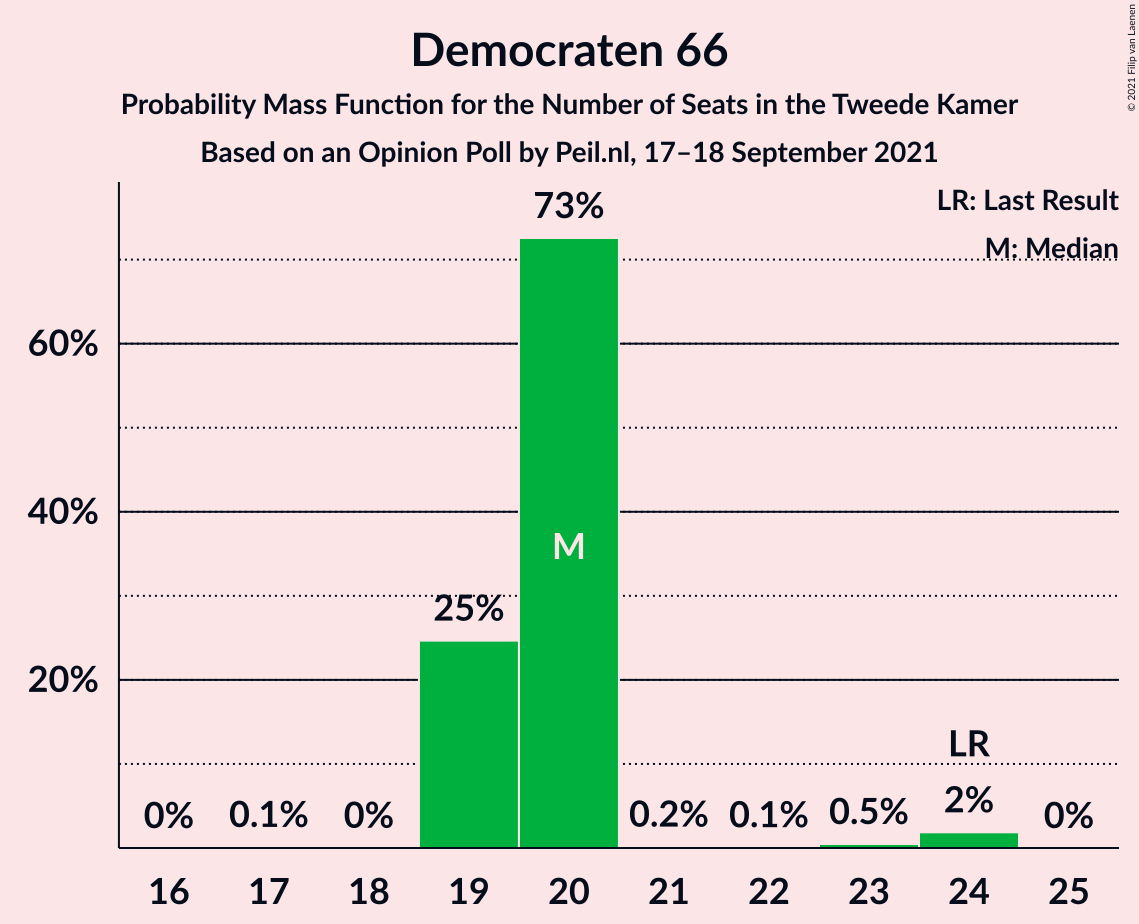 Democraten 66
Probability Mass Function for the Number of Seats in the Tweede Kamer
Based on an Opinion Poll by Peil.nl, 17–18 September 2021
© 2021 Filip van Laenen
LR: Last Result
M: Median
73%
60%
40%
M
25%
20%
LR
0% 0.1% 0% 0.2% 0.1% 0.5% 2% 0%
16 17 18 19 20 21 22 23 24 25